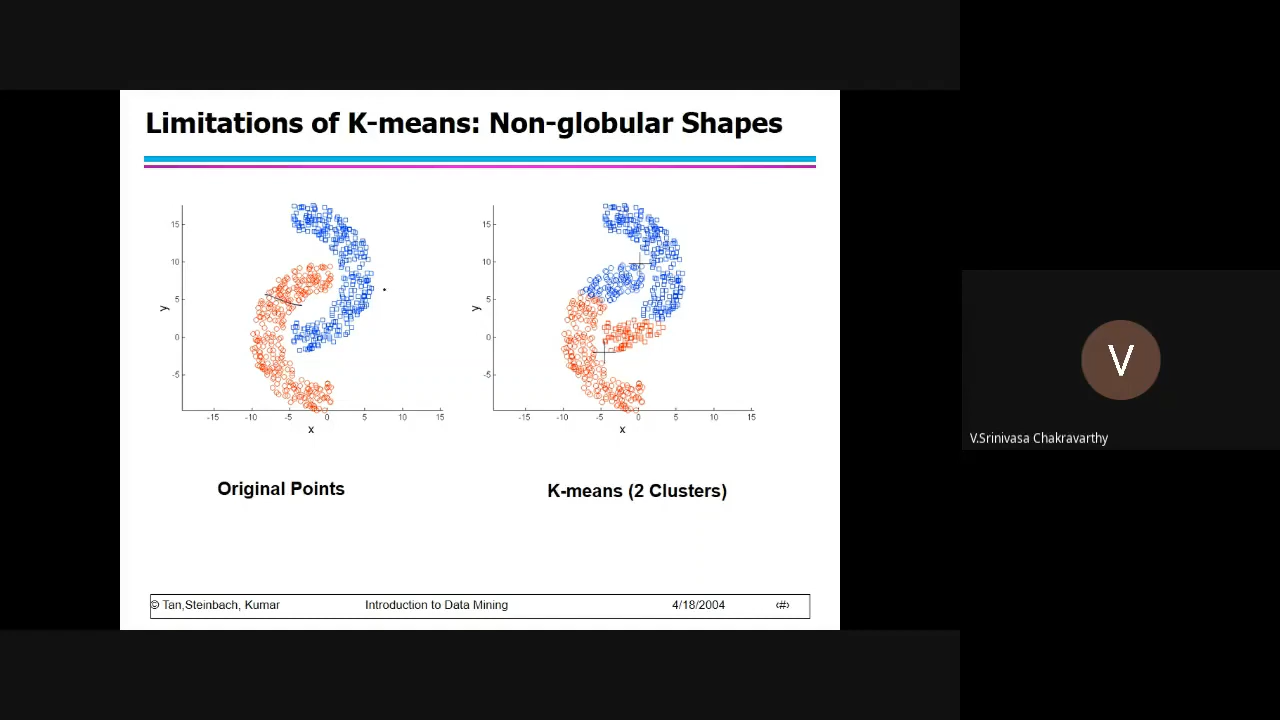 Limitations of K-means: Non-globular Shapes
15
10
5
0
-5
y
-15 -10 -5 0 5 10 15
x
15
10
5
0
-5
y
-15 -10 -5 0 5 10 15
x
Original Points
K-means (2 Clusters)
© Tan,Steinbach, Kumar Introduction to Data Mining 4/18/2004 ‹#›
V
V.Srinivasa Chakravarthy